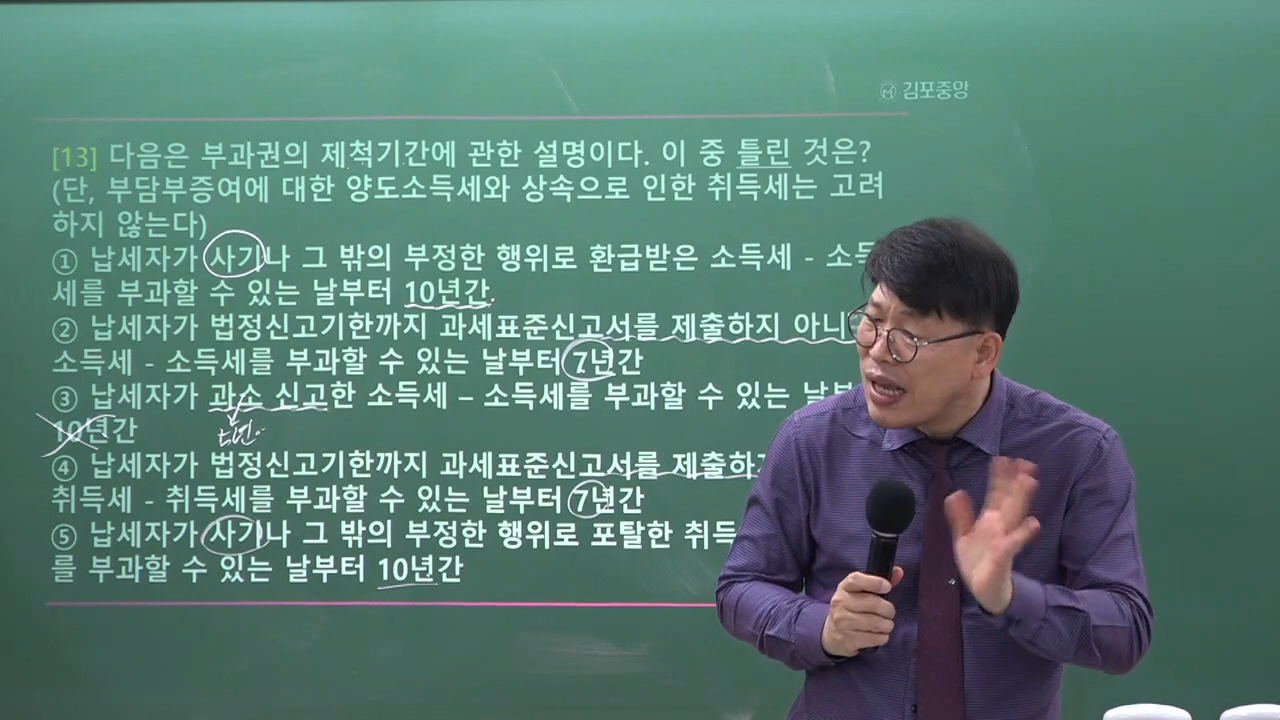 김포중앙
[13] 다음은 부과권의 제척기간에 관한 설명이다. 이 중 틀린 것은?
(단, 부담부증여에 대한 양도소득세와 상속으로 인한 취득세는 고려
하지 않는다)
① 납세자가 사기나 그 밖의 부정한 행위로 환급받은 소득세 - 소득
세를 부과할 수 있는 날부터 10년간
② 납세자가 법정신고기한까지 과세표준신고서를 제출하지 아니
소득세 - 소득세를 부과할 수 있는 날부터 7년간
③ 납세자가 과소 신고한 소득세 – 소득세를 부과할 수 있는 날부
10년간
④ 납세자가 법정신고기한까지 과세표준신고서를 제출하지
취득세 - 취득세를 부과할 수 있는 날부터 7년간
⑤ 납세자가 사기나 그 밖의 부정한 행위로 포탈한 취득
를 부과할 수 있는 날부터 10년간